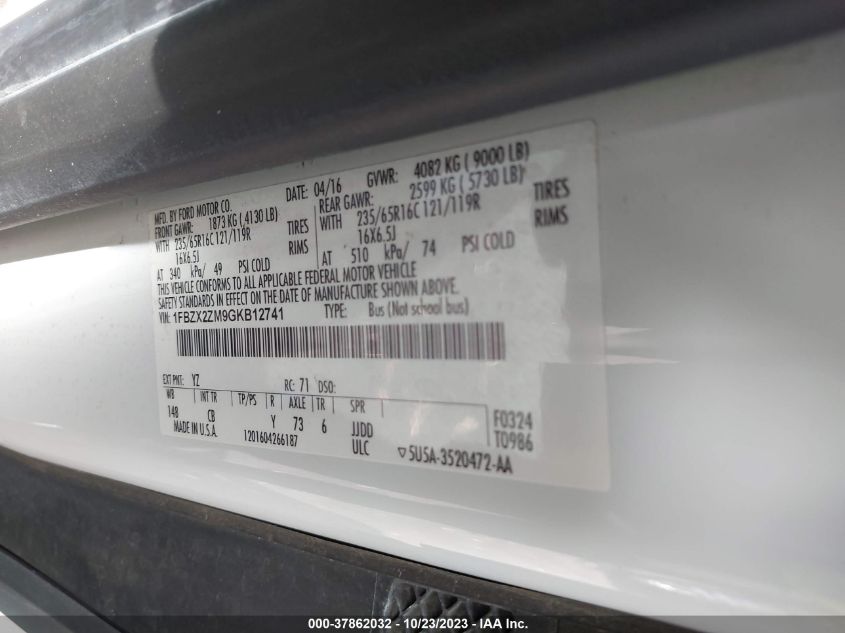 MFD. BY FORD MOTOR CO.
DATE: 04/16 GVWR: 4082 KG ( 9000 LB)
FRONT GAWR: 1873 KG ( 4130 LB)
REAR GAWR: 2599 KG ( 5730 LB)
WITH 235/65R16C 121/119R TIRES
WITH 235/65R16C 121/119R TIRES
16X6.5J RIMS
16X6.5J RIMS
AT 340 kPa/ 49 PSI COLD
AT 510 kPa/ 74 PSI COLD
THIS VEHICLE CONFORMS TO ALL APPLICABLE FEDERAL MOTOR VEHICLE
SAFETY STANDARDS IN EFFECT ON THE DATE OF MANUFACTURE SHOWN ABOVE.
VIN: 1FBZX2ZM9GKB12741 TYPE: Bus (Not school bus)
EXT PNT: YZ RC: 71 DSO:
WB INT TR TP/PS R AXLE TR SPR
148 CB Y 73 6 JJDD
F0324
T0986
MADE IN U.S.A. 1201604266187 ULC
5U5A-3520472-AA
000-37862032 - 10/23/2023 - IAA Inc.